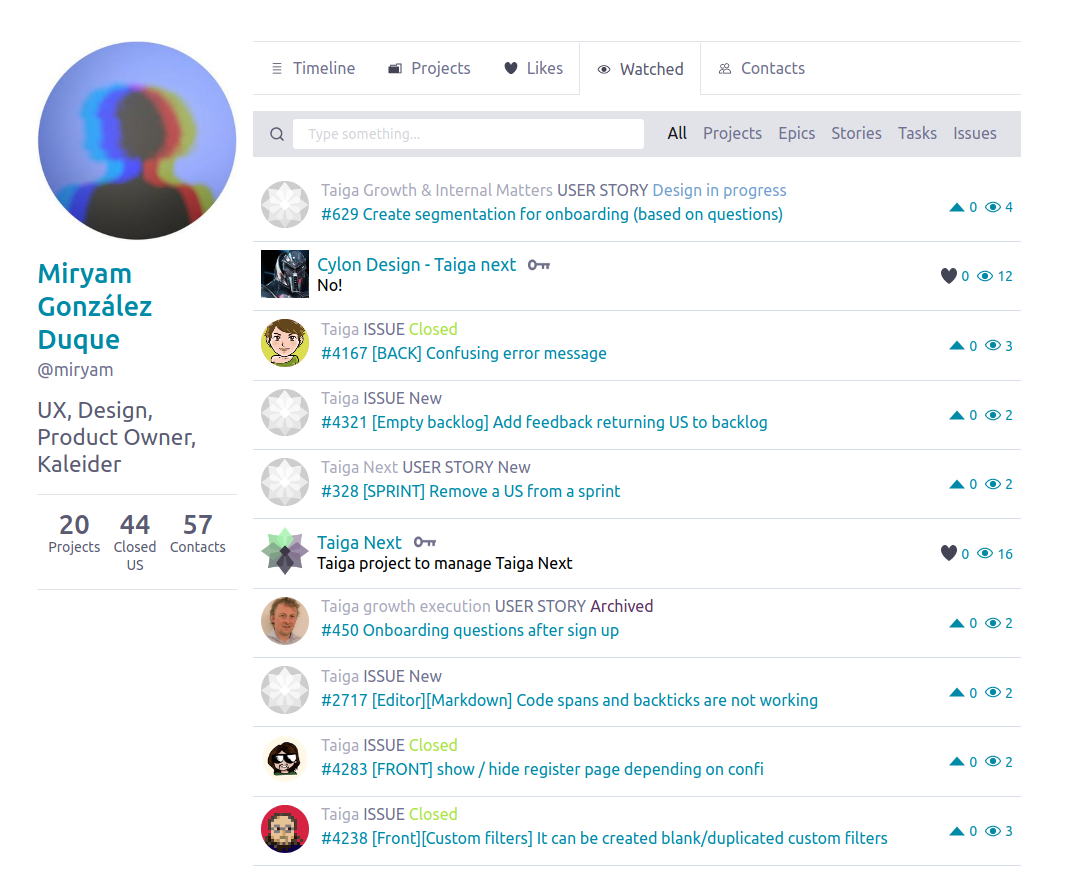 Timeline Projects Likes Watched Contacts
Type something...
All Projects Epics Stories Tasks Issues
Miryam
González
Duque
@miryam
UX, Design,
Product Owner,
Kaleider
20 44 57
Projects Closed Contacts
US
Taiga Growth & Internal Matters USER STORY Design in progress
#629 Create segmentation for onboarding (based on questions)
0 4
Cylon Design - Taiga next
No!
0 12
Taiga ISSUE Closed
#4167 [BACK] Confusing error message
0 3
Taiga ISSUE New
#4321 [Empty backlog] Add feedback returning US to backlog
0 2
Taiga Next USER STORY New
#328 [SPRINT] Remove a US from a sprint
0 2
Taiga Next
Taiga project to manage Taiga Next
0 16
Taiga growth execution USER STORY Archived
#450 Onboarding questions after sign up
0 2
Taiga ISSUE New
#2717 [Editor][Markdown] Code spans and backticks are not working
0 2
Taiga ISSUE Closed
#4283 [FRONT] show / hide register page depending on confi
0 2
Taiga ISSUE Closed
#4238 [Front][Custom filters] It can be created blank/duplicated custom filters
0 3